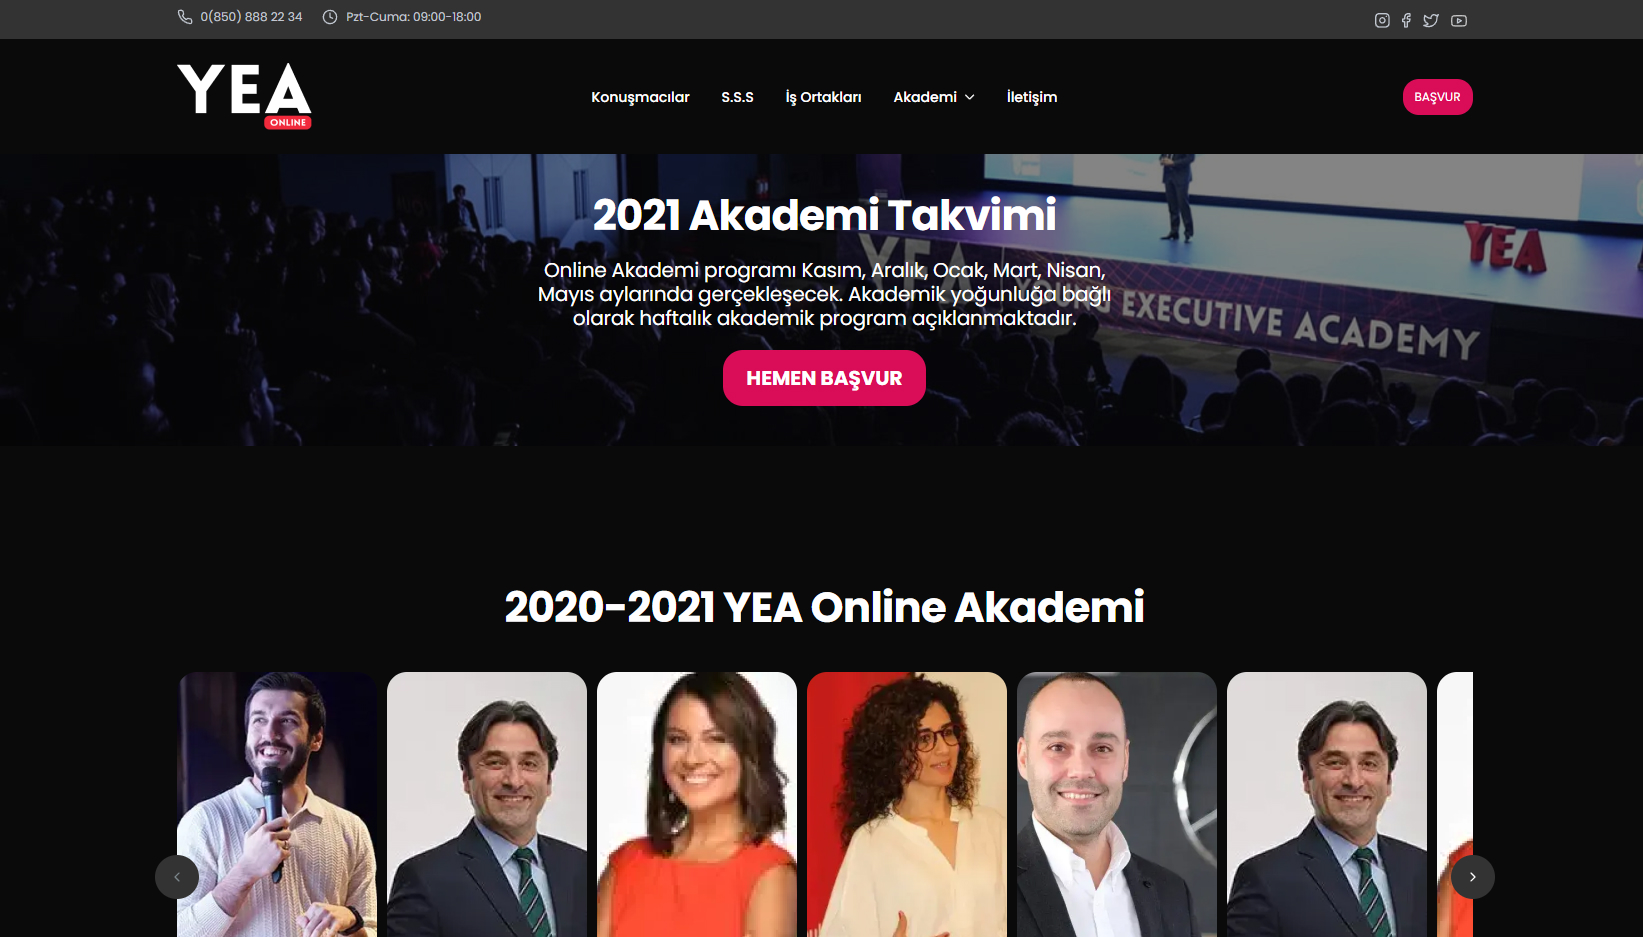 0(850) 888 22 34
Pzt-Cuma: 09:00-18:00
YEA
ONLINE
Konuşmacılar
S.S.S
İş Ortakları
Akademi
İletişim
BAŞVUR
2021 Akademi Takvimi
Online Akademi programı Kasım, Aralık, Ocak, Mart, Nisan,
Mayıs aylarında gerçekleşecek. Akademik yoğunluğa bağlı
olarak haftalık akademik program açıklanmaktadır.
HEMEN BAŞVUR
YEA
YEA
YOUNG EXECUTIVE ACADEMY
2020-2021 YEA Online Akademi